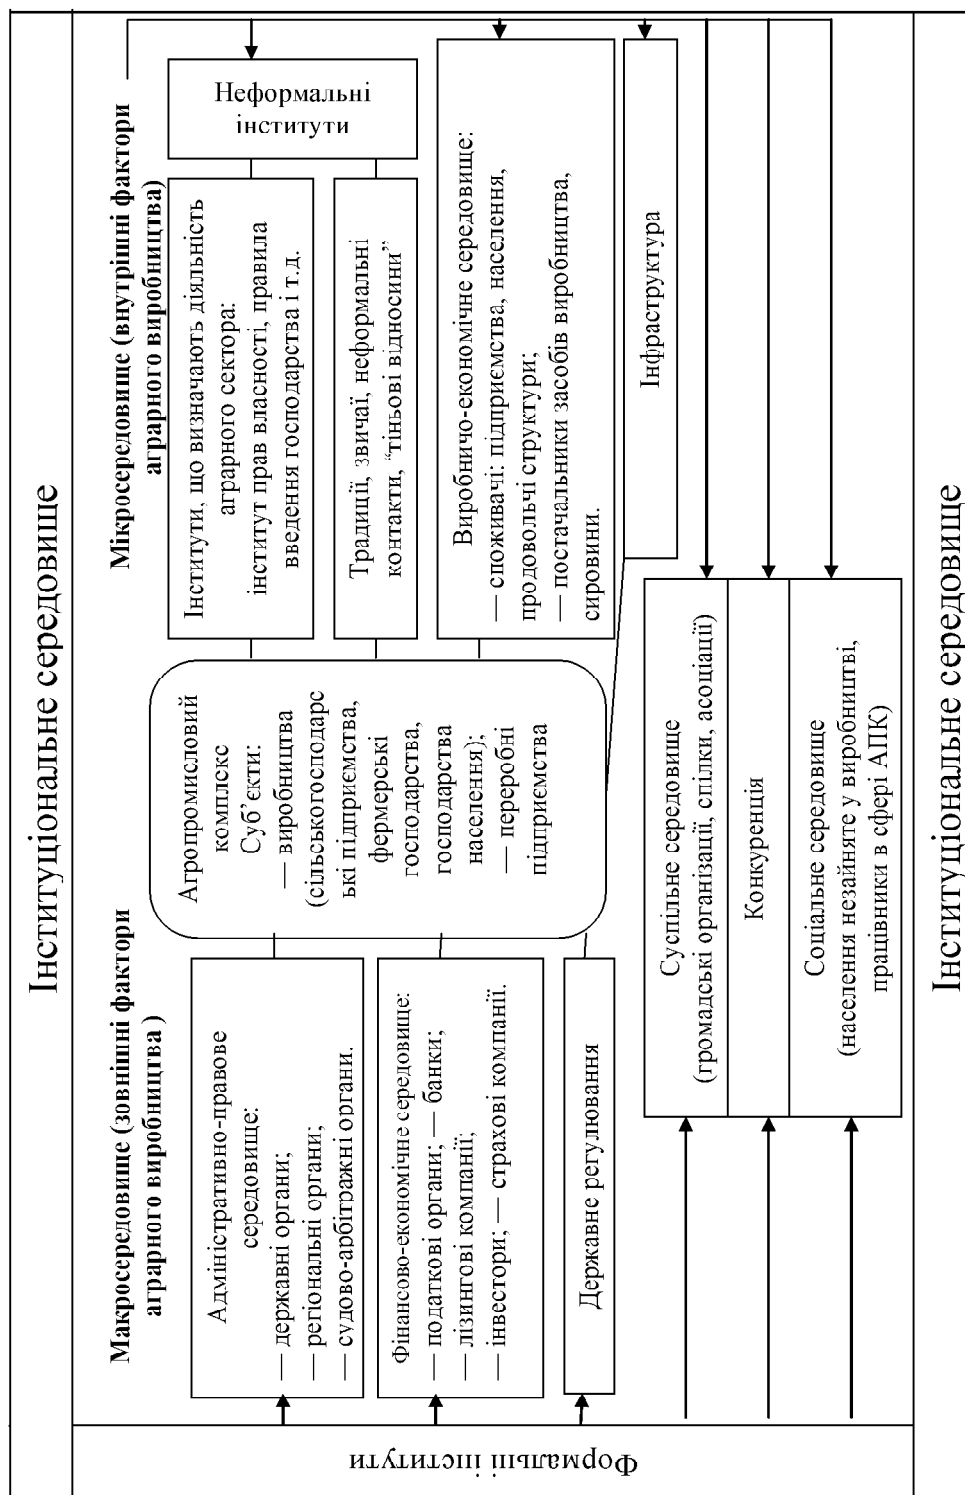 Інституціональне середовище
Макросередовище (зовнішні фактори
аграрного виробництва )
Мікросередовище (внутрішні фактори
аграрного виробництва)
Формальні інститути
Адміністративно-правове
середовище:
— державні органи;
— регіональні органи;
— судово-арбітражні органи.
Фінансово-економічне середовище:
— податкові органи; — банки;
— лізингові компанії;
— інвестори; — страхові компанії.
Державне регулювання
Агропромисловий
комплекс
Суб’єкти:
— виробництва
(сільськогосподарс
ькі підприємства,
фермерські
господарства,
господарства
населення);
— переробні
підприємства
Інститути, що визначають діяльність
аграрного сектора:
інститут прав власності, правила
введення господарства і т.д.
Традиції, звичаї, неформальні
контакти, “тіньові відносини”
Неформальні
інститути
Виробничо-економічне середовище:
— споживачі: підприємства, населення,
продовольчі структури;
— постачальники засобів виробництва,
сировини.
Інфраструктура
Суспільне середовище
(громадські організації, спілки, асоціації)
Конкуренція
Соціальне середовище
(населення незайняте у виробництві,
працівники в сфері АПК)
Інституціональне середовище